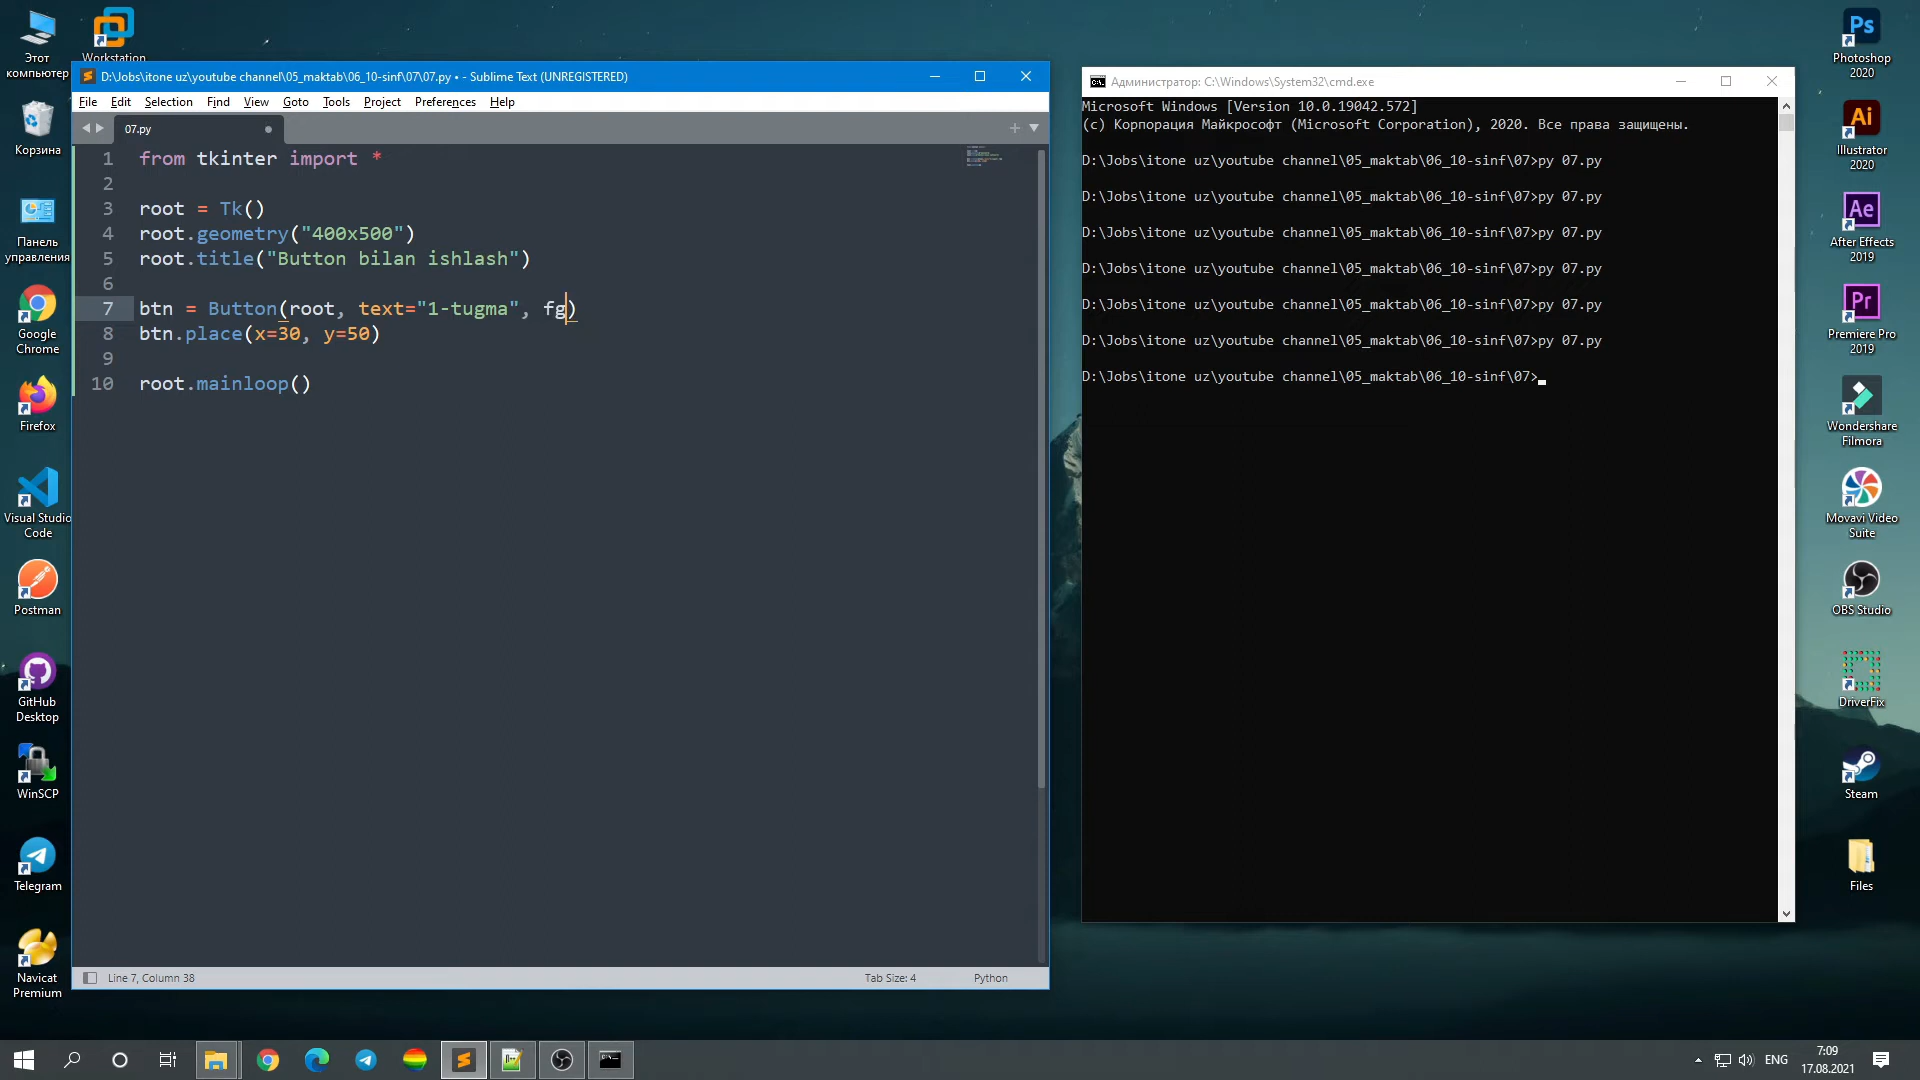 Этот компьютер
Workstation
Корзина
Панель управления
Google Chrome
Firefox
Visual Studio Code
Postman
GitHub Desktop
WinSCP
Telegram
Navicat Premium
D:\Jobs\itone uz\youtube channel\05_maktab\06_10-sinf\07\07.py • - Sublime Text (UNREGISTERED)
File Edit Selection Find View Goto Tools Project Preferences Help
07.py
1 from tkinter import *
2
3 root = Tk()
4 root.geometry("400x500")
5 root.title("Button bilan ishlash")
6
7 btn = Button(root, text="1-tugma", fg)
8 btn.place(x=30, y=50)
9
10 root.mainloop()
Line 7, Column 38
Tab Size: 4
Python
Администратор: C:\Windows\System32\cmd.exe
Microsoft Windows [Version 10.0.19042.572]
(c) Корпорация Майкрософт (Microsoft Corporation), 2020. Все права защищены.
D:\Jobs\itone uz\youtube channel\05_maktab\06_10-sinf\07>py 07.py
D:\Jobs\itone uz\youtube channel\05_maktab\06_10-sinf\07>py 07.py
D:\Jobs\itone uz\youtube channel\05_maktab\06_10-sinf\07>py 07.py
D:\Jobs\itone uz\youtube channel\05_maktab\06_10-sinf\07>py 07.py
D:\Jobs\itone uz\youtube channel\05_maktab\06_10-sinf\07>py 07.py
D:\Jobs\itone uz\youtube channel\05_maktab\06_10-sinf\07>py 07.py
D:\Jobs\itone uz\youtube channel\05_maktab\06_10-sinf\07>
Ps
Photoshop 2020
Ai
Illustrator 2020
Ae
After Effects 2019
Pr
Premiere Pro 2019
Wondershare Filmora
Movavi Video Suite
OBS Studio
DriverFix
Steam
Files
ENG
7:09
17.08.2021